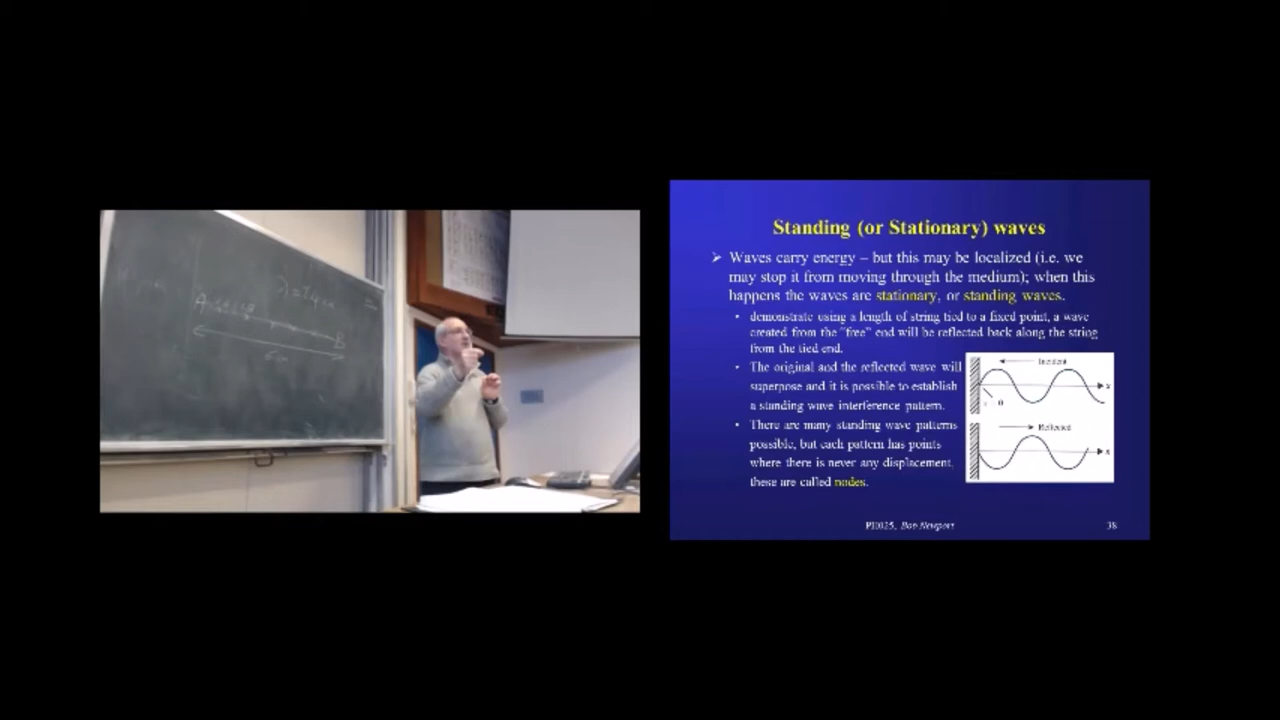 λ = 14cm
A
B
Standing (or Stationary) waves
➢ Waves carry energy – but this may be localized (i.e. we
may stop it from moving through the medium); when this
happens the waves are stationary, or standing waves.
• demonstrate using a length of string tied to a fixed point, a wave
created from the "free" end will be reflected back along the string
from the tied end.
• The original and the reflected wave will
superpose and it is possible to establish
a standing wave interference pattern.
• There are many standing wave patterns
possible, but each pattern has points
where there is never any displacement,
these are called nodes.
Incident
x
x = 0
Reflected
x
PH025, Bob Newport
38